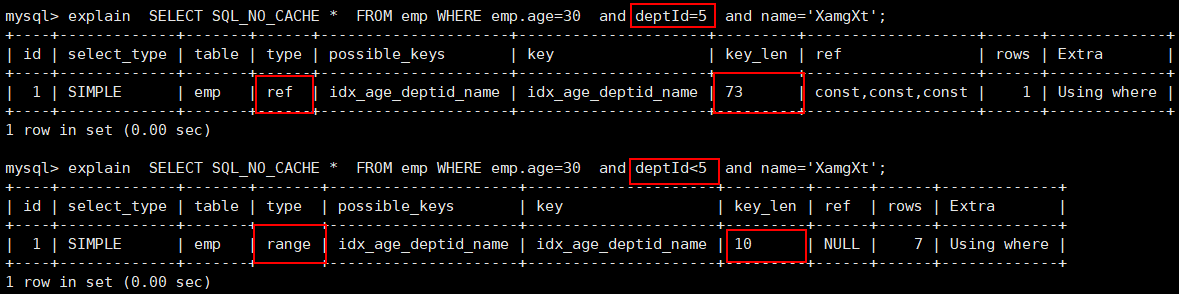 mysql> explain  SELECT SQL_NO_CACHE *  FROM emp WHERE emp.age=30  and deptId=5  and name='XamgXt';
+----+-------------+-------+------+---------------------+---------------------+---------+-------------------+------+-------------+
| id | select_type | table | type | possible_keys       | key                 | key_len | ref               | rows | Extra       |
+----+-------------+-------+------+---------------------+---------------------+---------+-------------------+------+-------------+
|  1 | SIMPLE      | emp   | ref  | idx_age_deptid_name | idx_age_deptid_name | 73      | const,const,const |    1 | Using where |
+----+-------------+-------+------+---------------------+---------------------+---------+-------------------+------+-------------+
1 row in set (0.00 sec)
mysql> explain  SELECT SQL_NO_CACHE *  FROM emp WHERE emp.age=30  and deptId<5  and name='XamgXt';
+----+-------------+-------+-------+---------------------+---------------------+---------+------+------+-------------+
| id | select_type | table | type  | possible_keys       | key                 | key_len | ref  | rows | Extra       |
+----+-------------+-------+-------+---------------------+---------------------+---------+------+------+-------------+
|  1 | SIMPLE      | emp   | range | idx_age_deptid_name | idx_age_deptid_name | 10      | NULL |    7 | Using where |
+----+-------------+-------+-------+---------------------+---------------------+---------+------+------+-------------+
1 row in set (0.00 sec)